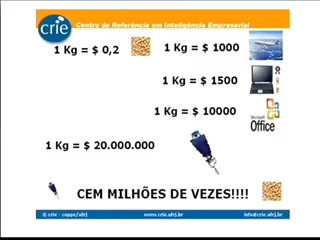 crie
Centro de Referência em Inteligência Empresarial
1 Kg = $ 0,2
1 Kg = $ 1000
1 Kg = $ 1500
1 Kg = $ 10000
Microsoft
Office
1 Kg = $ 20.000.000
CEM MILHÕES DE VEZES!!!!
© crie - coppe/ufrj
www.crie.ufrj.br
info@crie.ufrj.br